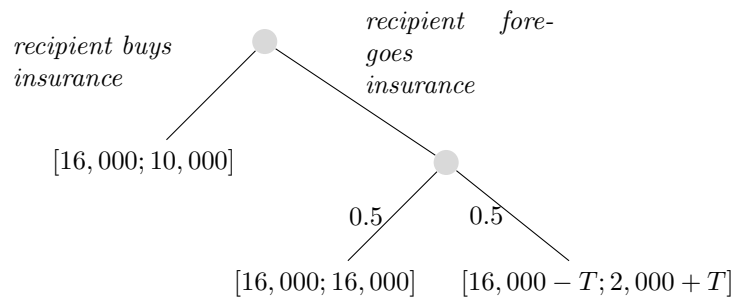 recipient buys
insurance
recipient fore-
goes
insurance
[16,000; 10,000]
0.5
0.5
[16,000; 16,000]
[16,000 − T; 2,000 + T]